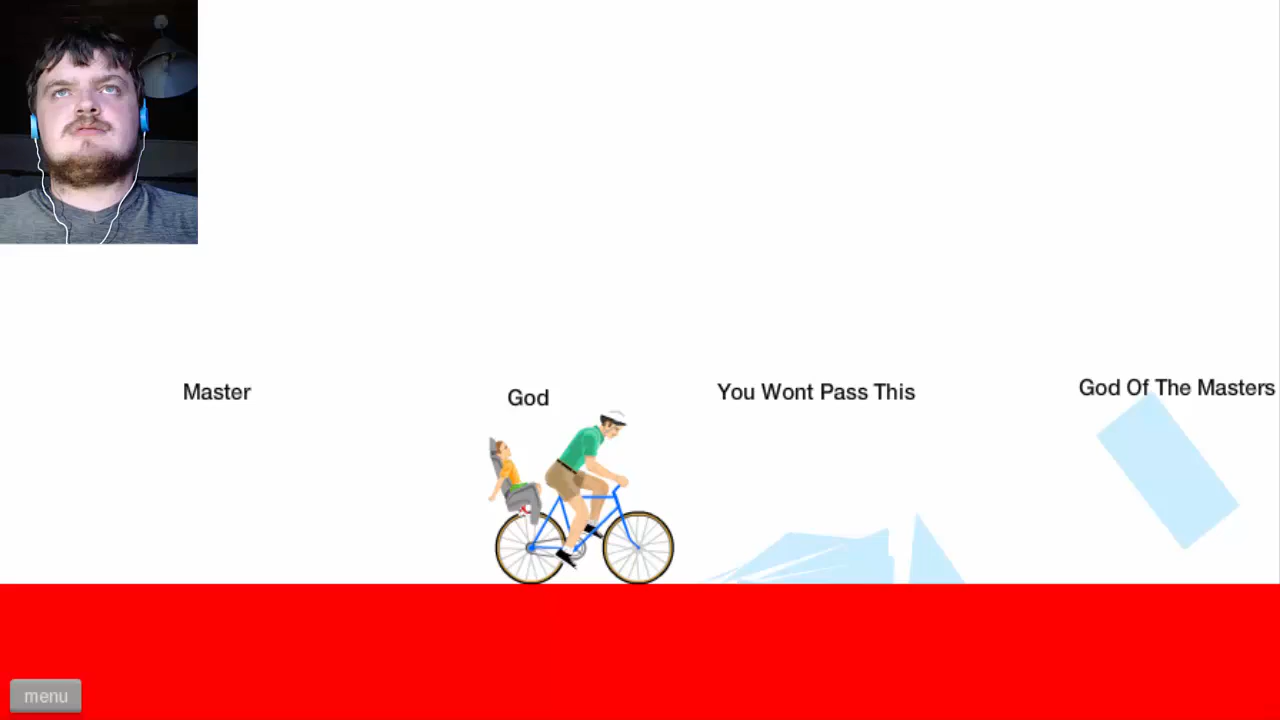 Master
God
You Wont Pass This
God Of The Masters
menu